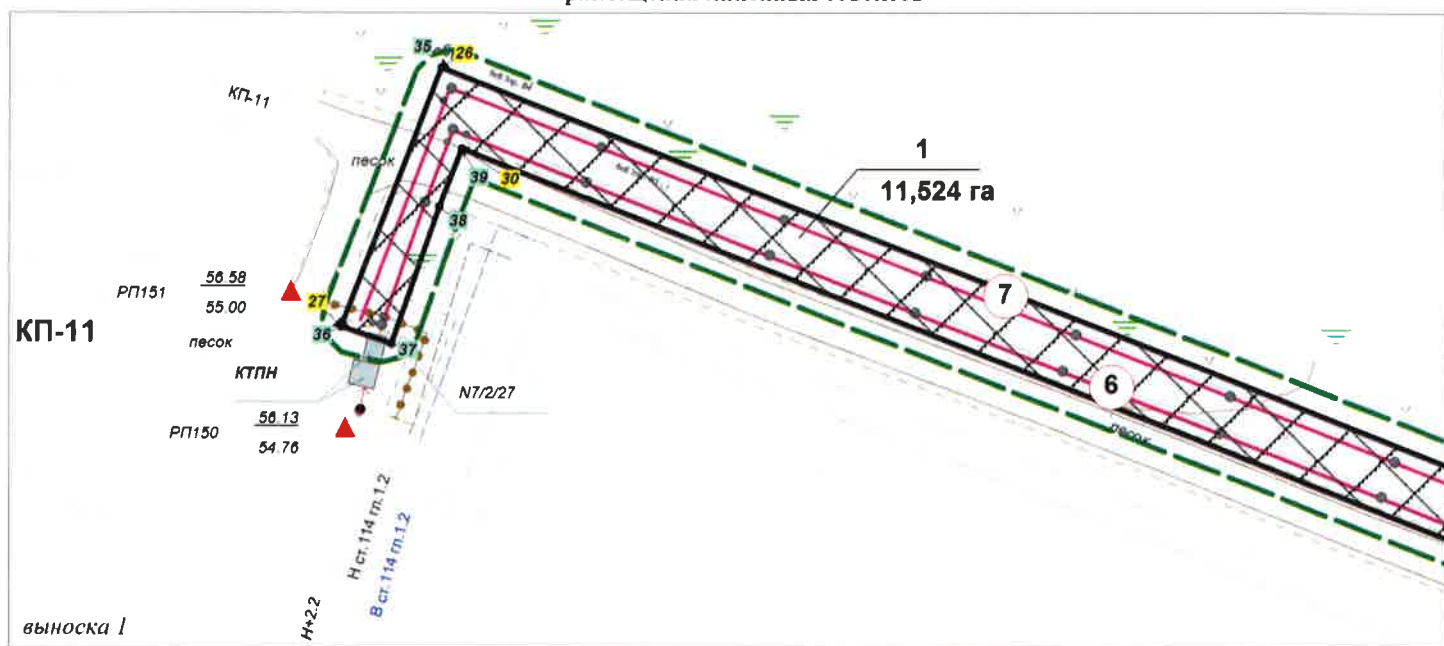 35
126
КП-11
песок
39
30
38
1
11,524 га
7
6
РП151
56.58
55.00
27
КП-11
песок
36
37
КТПН
N7/2/27
РП150
56.13
54.76
песок
Н ст.114 гл.1.2
В ст.114 гл.1.2
Н+2.2
выноска 1